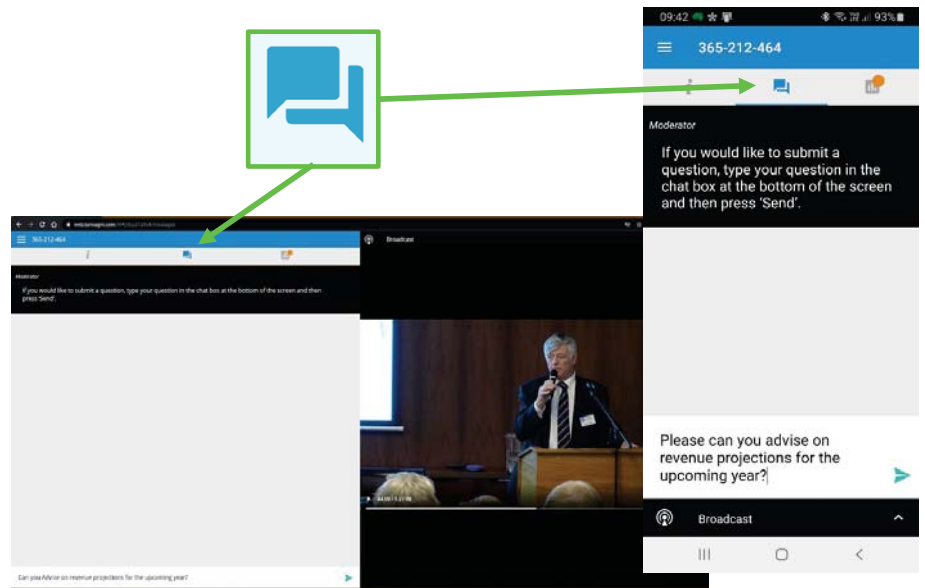 09:42
93%
365-212-464
i
Moderator
If you would like to submit a
question, type your question in the
chat box at the bottom of the screen
and then press 'Send'.
Please can you advise on
revenue projections for the
upcoming year?
Broadcast
365-212-464
Broadcast
i
Moderator
If you would like to submit a question, type your question in the chat box at the bottom of the screen and then
press 'Send'.
Can you Advise on revenue projections for the upcoming year?